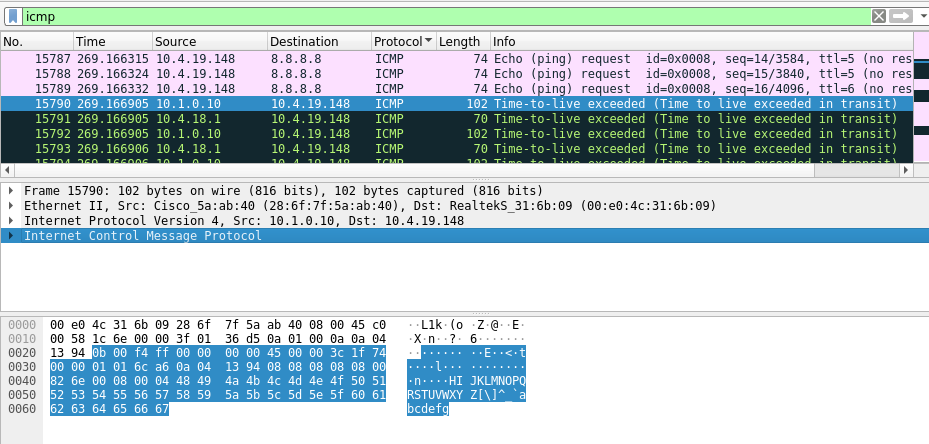 icmp
No. Time Source Destination Protocol Length Info
15787 269.166315 10.4.19.148 8.8.8.8 ICMP 74 Echo (ping) request id=0x0008, seq=14/3584, ttl=5 (no res
15788 269.166324 10.4.19.148 8.8.8.8 ICMP 74 Echo (ping) request id=0x0008, seq=15/3840, ttl=5 (no res
15789 269.166332 10.4.19.148 8.8.8.8 ICMP 74 Echo (ping) request id=0x0008, seq=16/4096, ttl=6 (no res
15790 269.166905 10.1.0.10 10.4.19.148 ICMP 102 Time-to-live exceeded (Time to live exceeded in transit)
15791 269.166905 10.4.18.1 10.4.19.148 ICMP 70 Time-to-live exceeded (Time to live exceeded in transit)
15792 269.166905 10.1.0.10 10.4.19.148 ICMP 102 Time-to-live exceeded (Time to live exceeded in transit)
15793 269.166906 10.4.18.1 10.4.19.148 ICMP 70 Time-to-live exceeded (Time to live exceeded in transit)
15794 269.166906 10.1.0.10 10.4.19.148 ICMP 102 Time-to-live exceeded (Time to live exceeded in transit)
Frame 15790: 102 bytes on wire (816 bits), 102 bytes captured (816 bits)
Ethernet II, Src: Cisco_5a:ab:40 (28:6f:7f:5a:ab:40), Dst: RealtekS_31:6b:09 (00:e0:4c:31:6b:09)
Internet Protocol Version 4, Src: 10.1.0.10, Dst: 10.4.19.148
Internet Control Message Protocol
0000 00 e0 4c 31 6b 09 28 6f 7f 5a ab 40 08 00 45 c0 ··L1k·(o ·Z·@··E·
0010 00 58 1c 6e 00 00 3f 01 36 d5 0a 01 00 0a 0a 04 ·X·n··?· 6·······
0020 13 94 0b 00 f4 ff 00 00 00 00 45 00 00 3c 1f 74 ········ ··E··<·t
0030 00 00 01 01 6c a6 0a 04 13 94 08 08 08 08 08 00 ····l··· ········
0040 82 6e 00 08 00 04 48 49 4a 4b 4c 4d 4e 4f 50 51 ·n····HI JKLMNOPQ
0050 52 53 54 55 56 57 58 59 5a 5b 5c 5d 5e 5f 60 61 RSTUVWXY Z[\]^_`a
0060 62 63 64 65 66 67 bcdefg